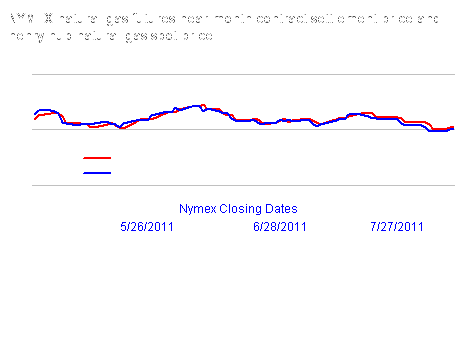 NYMEX natural gas futures near-month contract settlement price and
henry hub natural gas spot price
Nymex Closing Dates
5/26/2011 6/28/2011 7/27/2011